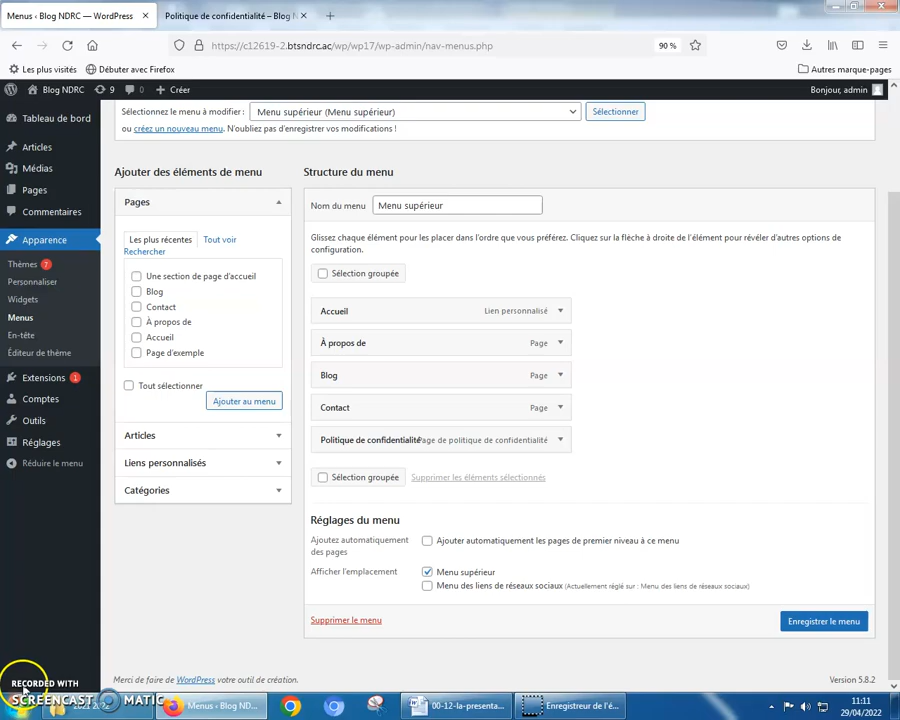 Menus ‹ Blog NDRC — WordPress
Politique de confidentialité – Blog N
https://c12619-2.btsndrc.ac/wp/wp17/wp-admin/nav-menus.php
90 %
Les plus visités
Débuter avec Firefox
Autres marque-pages
Blog NDRC
9
0
Créer
Bonjour, admin
Tableau de bord
Articles
Médias
Pages
Commentaires
Apparence
Thèmes 7
Personnaliser
Widgets
Menus
En-tête
Éditeur de thème
Extensions 1
Comptes
Outils
Réglages
Réduire le menu
Sélectionnez le menu à modifier :
Menu supérieur (Menu supérieur)
Sélectionner
ou créez un nouveau menu. N'oubliez pas d'enregistrer vos modifications !
Ajouter des éléments de menu
Pages
Les plus récentes
Tout voir
Rechercher
Une section de page d'accueil
Blog
Contact
À propos de
Accueil
Page d'exemple
Tout sélectionner
Ajouter au menu
Articles
Liens personnalisés
Catégories
Structure du menu
Nom du menu
Menu supérieur
Glissez chaque élément pour les placer dans l'ordre que vous préférez. Cliquez sur la flèche à droite de l'élément pour révéler d'autres options de
configuration.
Sélection groupée
Accueil Lien personnalisé
À propos de Page
Blog Page
Contact Page
Politique de confidentialité Page de politique de confidentialité
Sélection groupée
Supprimer les éléments sélectionnés
Réglages du menu
Ajoutez automatiquement
des pages
Ajouter automatiquement les pages de premier niveau à ce menu
Afficher l'emplacement
Menu supérieur
Menu des liens de réseaux sociaux (Actuellement réglé sur : Menu des liens de réseaux sociaux)
Supprimer le menu
Enregistrer le menu
Merci de faire de WordPress votre outil de création.
Version 5.8.2
RECORDED WITH
SCREENCAST MATIC
Menus ‹ Blog ND...
00-12-la-presenta...
Enregistreur de l'é...
11:11
29/04/2022